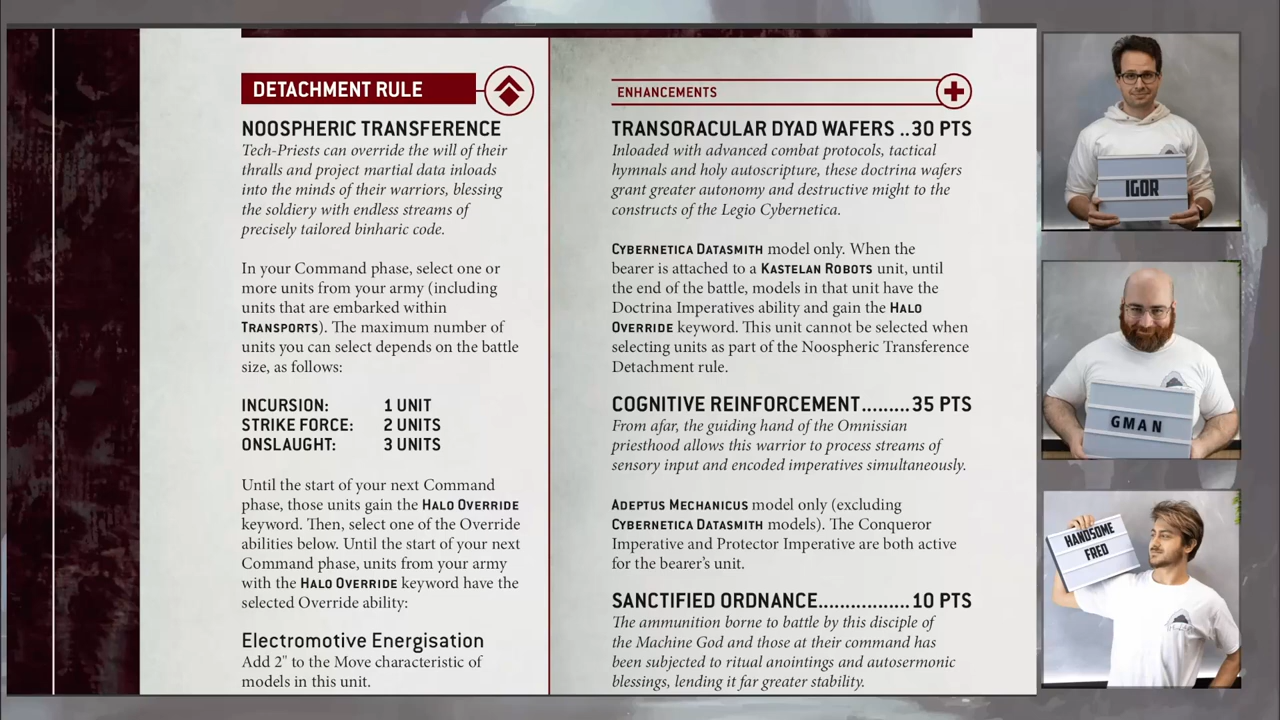 DETACHMENT RULE
NOOSPHERIC TRANSFERENCE
Tech-Priests can override the will of their
thralls and project martial data inloads
into the minds of their warriors, blessing
the soldiery with endless streams of
precisely tailored binharic code.
In your Command phase, select one or
more units from your army (including
units that are embarked within
TRANSPORTS). The maximum number of
units you can select depends on the battle
size, as follows:
INCURSION: 1 UNIT
STRIKE FORCE: 2 UNITS
ONSLAUGHT: 3 UNITS
Until the start of your next Command
phase, those units gain the HALO OVERRIDE
keyword. Then, select one of the Override
abilities below. Until the start of your next
Command phase, units from your army
with the HALO OVERRIDE keyword have the
selected Override ability:
Electromotive Energisation
Add 2" to the Move characteristic of
models in this unit.
ENHANCEMENTS
TRANSORACULAR DYAD WAFERS ..30 PTS
Inloaded with advanced combat protocols, tactical
hymnals and holy autoscripture, these doctrina wafers
grant greater autonomy and destructive might to the
constructs of the Legio Cybernetica.
CYBERNETICA DATASMITH model only. When the
bearer is attached to a KASTELAN ROBOTS unit, until
the end of the battle, models in that unit have the
Doctrina Imperatives ability and gain the HALO
OVERRIDE keyword. This unit cannot be selected when
selecting units as part of the Noospheric Transference
Detachment rule.
COGNITIVE REINFORCEMENT.........35 PTS
From afar, the guiding hand of the Omnissian
priesthood allows this warrior to process streams of
sensory input and encoded imperatives simultaneously.
ADEPTUS MECHANICUS model only (excluding
CYBERNETICA DATASMITH models). The Conqueror
Imperative and Protector Imperative are both active
for the bearer's unit.
SANCTIFIED ORDNANCE.................10 PTS
The ammunition borne to battle by this disciple of
the Machine God and those at their command has
been subjected to ritual anointings and autosermonic
blessings, lending it far greater stability.
IGOR
GMAN
HANDSOME
FRED